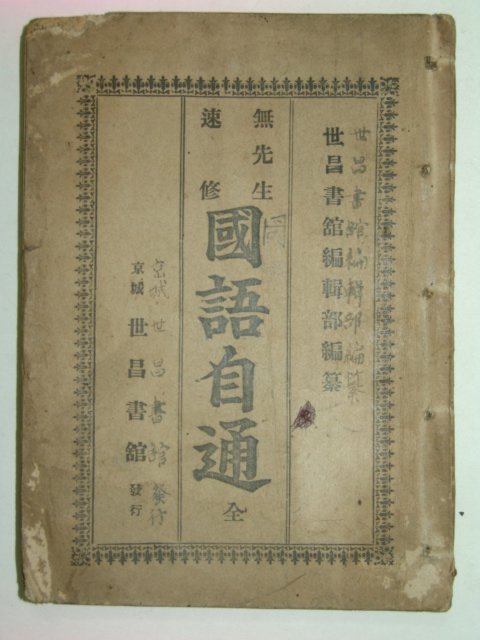 世昌書館編輯部編纂
世昌書館編輯部編纂
無先生
速修
國語自通
全
京城 世昌書館 發行
京城 世昌書舘 發行